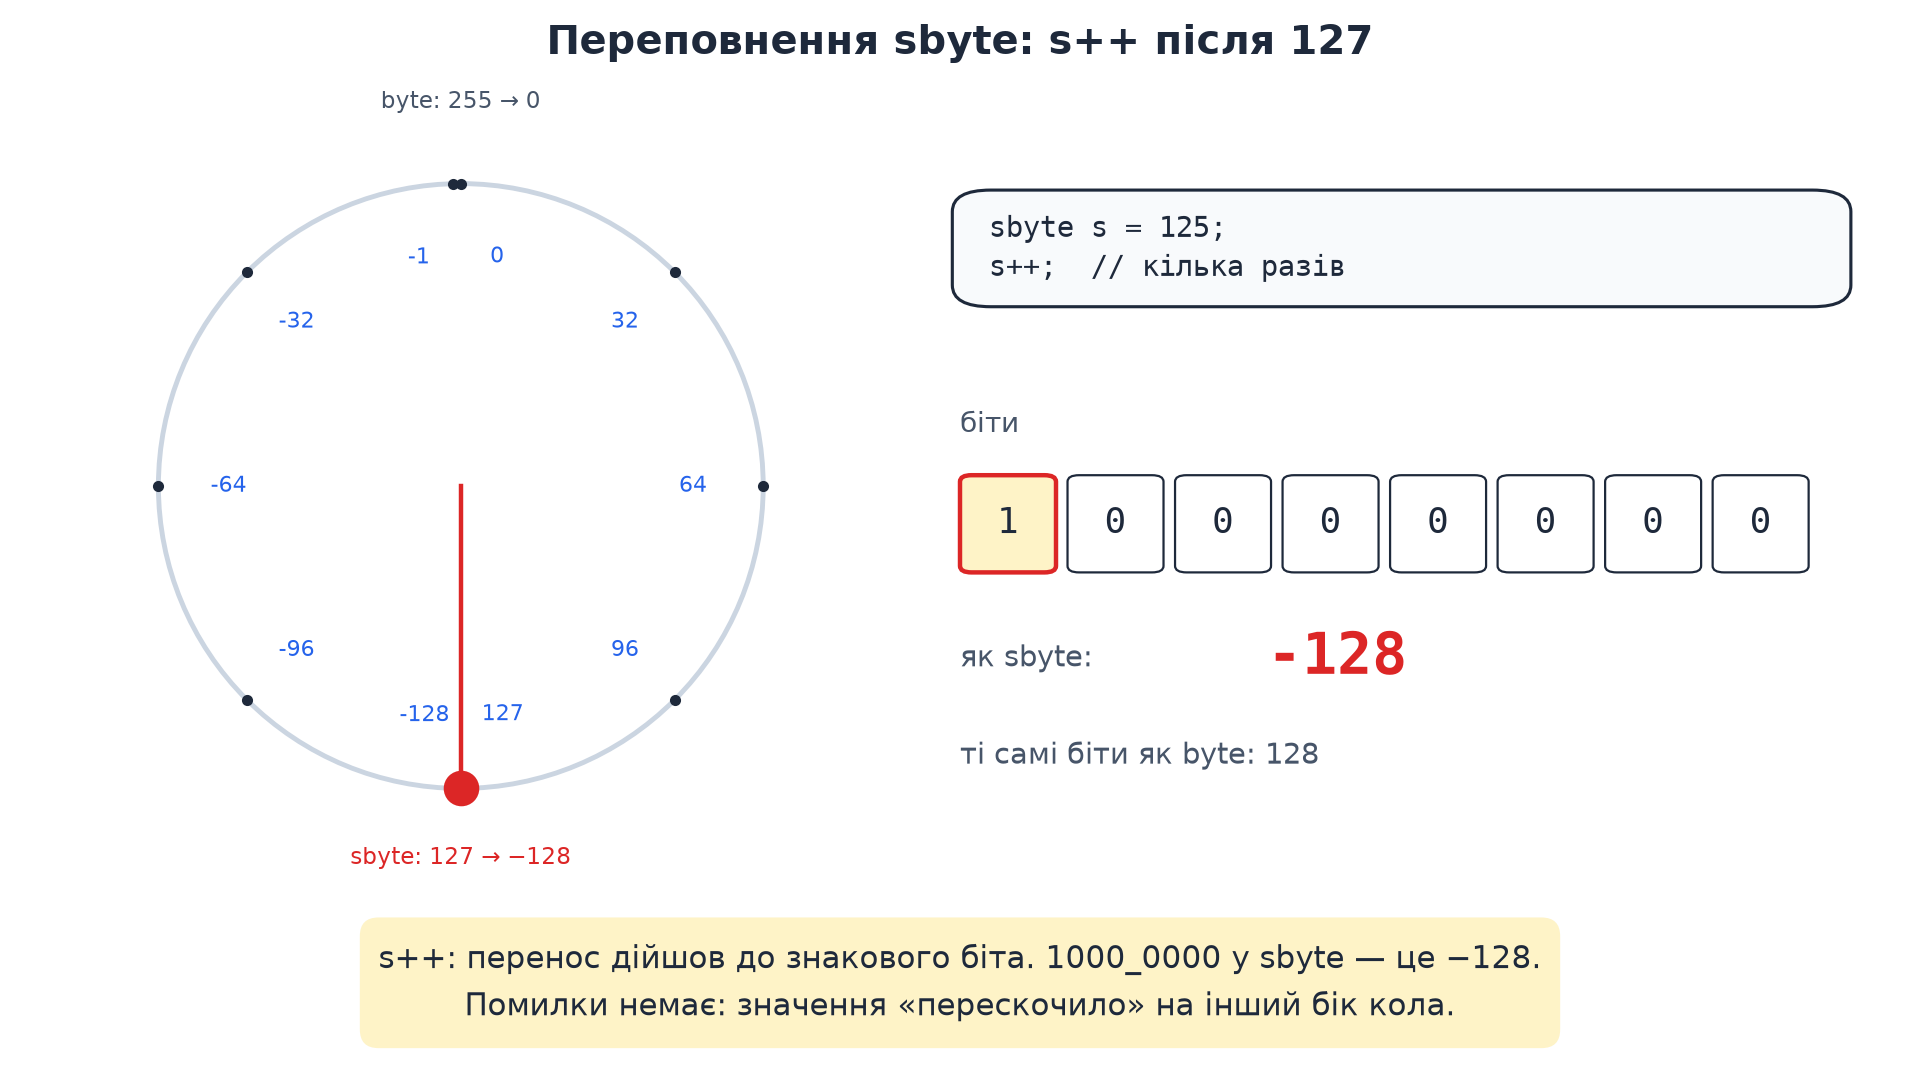 Переповнення sbyte: s++ після 127
byte: 255 → 0
-1
0
-32
32
-64
64
-96
96
-128
127
sbyte: 127 → −128
sbyte s = 125;
s++;  // кілька разів
біти
1 0 0 0 0 0 0 0
як sbyte: -128
ті самі біти як byte: 128
s++: перенос дійшов до знакового біта. 1000_0000 у sbyte — це −128.
Помилки немає: значення «перескочило» на інший бік кола.